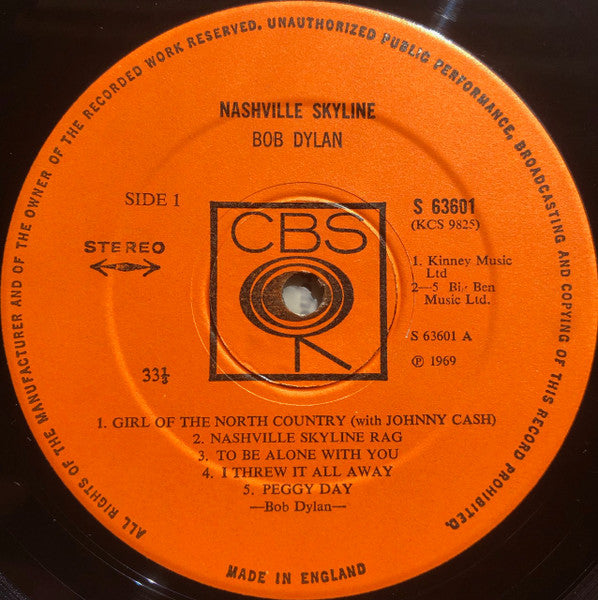 ALL RIGHTS OF THE MANUFACTURER AND OF THE OWNER OF THE RECORDED WORK RESERVED. UNAUTHORIZED PUBLIC PERFORMANCE, BROADCASTING AND COPYING OF THIS RECORD PROHIBITED.
NASHVILLE SKYLINE
BOB DYLAN
SIDE 1
STEREO
33⅓
CBS
S 63601
(KCS 9825)
1. Kinney Music
Ltd
2—5 Big Ben
Music Ltd.
S 63601 A
℗ 1969
1. GIRL OF THE NORTH COUNTRY (with JOHNNY CASH)
2. NASHVILLE SKYLINE RAG
3. TO BE ALONE WITH YOU
4. I THREW IT ALL AWAY
5. PEGGY DAY
—Bob Dylan—
MADE IN ENGLAND